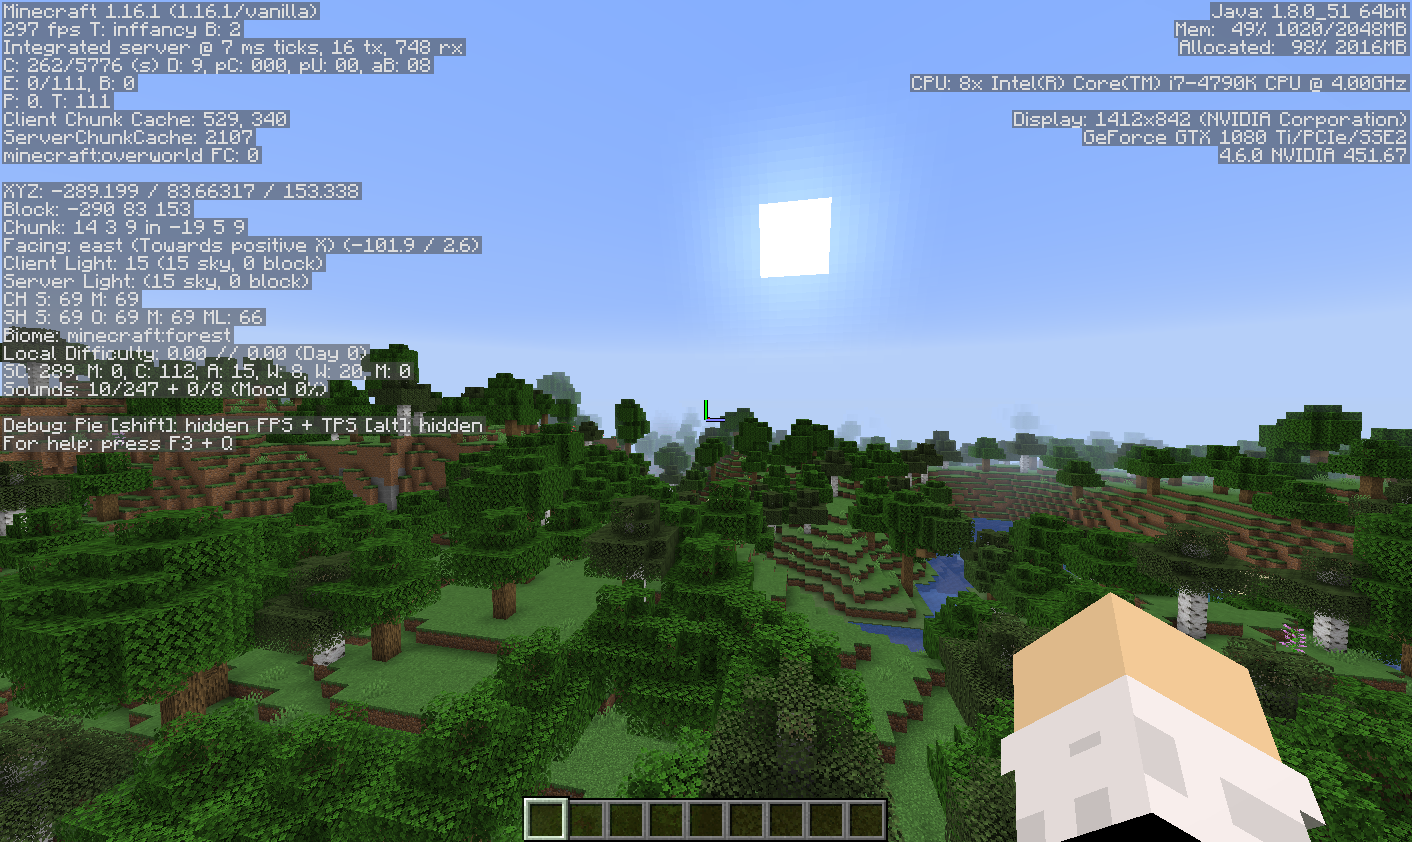 Minecraft 1.16.1 (1.16.1/vanilla)
297 fps T: inffancy B: 2
Integrated server @ 7 ms ticks, 16 tx, 748 rx
C: 262/5776 (s) D: 9, pC: 000, pU: 00, aB: 08
E: 0/111, B: 0
P: 0. T: 111
Client Chunk Cache: 529, 340
ServerChunkCache: 2107
minecraft:overworld FC: 0
XYZ: -289.199 / 83.66317 / 153.338
Block: -290 83 153
Chunk: 14 3 9 in -19 5 9
Facing: east (Towards positive X) (-101.9 / 2.6)
Client Light: 15 (15 sky, 0 block)
Server Light: (15 sky, 0 block)
CH S: 69 M: 69
SH S: 69 O: 69 M: 69 ML: 66
Biome: minecraft:forest
Local Difficulty: 0.00 // 0.00 (Day 0)
SC: 289, M: 0, C: 112, A: 15, W: 8, W: 20, M: 0
Sounds: 10/247 + 0/8 (Mood 0%)
Debug: Pie [shift]: hidden FPS + TPS [alt]: hidden
For help: press F3 + Q
Java: 1.8.0_51 64bit
Mem: 49% 1020/2048MB
Allocated: 98% 2016MB
CPU: 8x Intel(R) Core(TM) i7-4790K CPU @ 4.00GHz
Display: 1412x842 (NVIDIA Corporation)
GeForce GTX 1080 Ti/PCIe/SSE2
4.6.0 NVIDIA 451.67